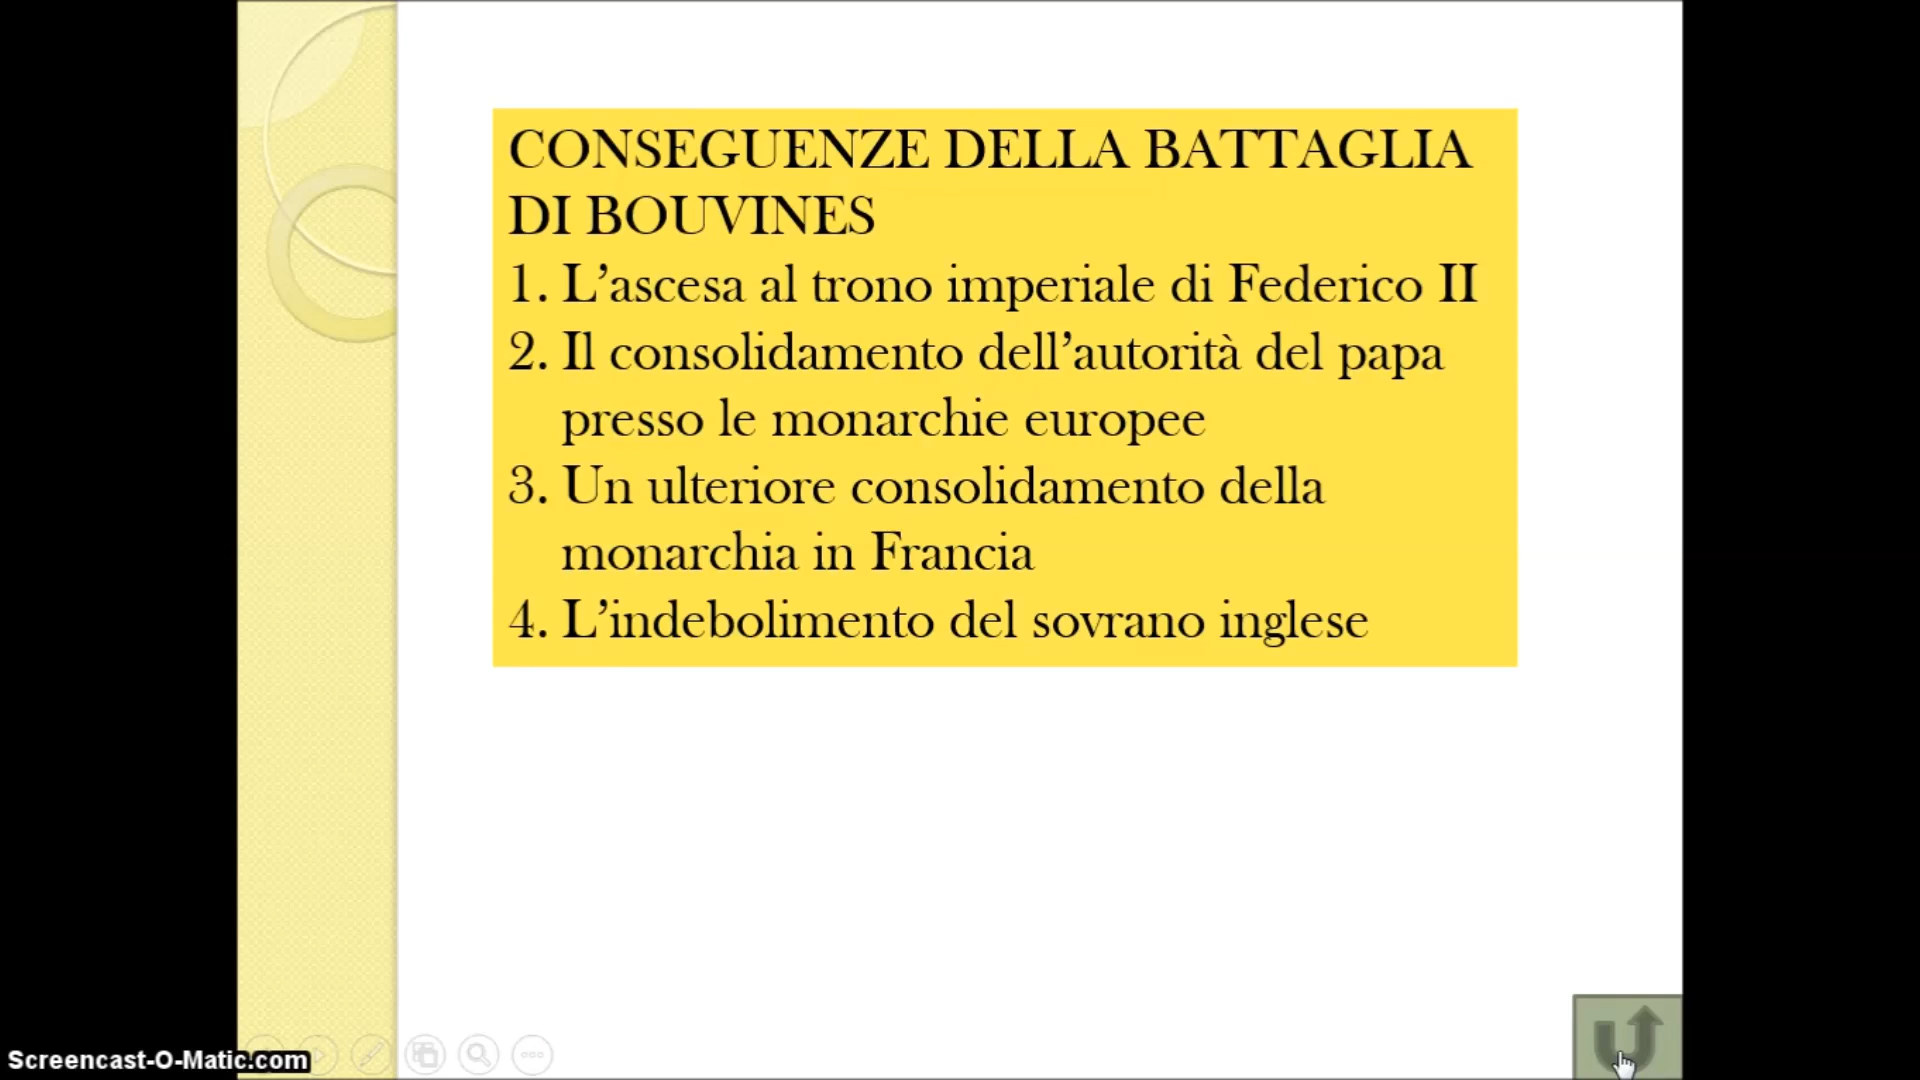 CONSEGUENZE DELLA BATTAGLIA
DI BOUVINES
1. L’ascesa al trono imperiale di Federico II
2. Il consolidamento dell’autorità del papa
presso le monarchie europee
3. Un ulteriore consolidamento della
monarchia in Francia
4. L’indebolimento del sovrano inglese
Screencast-O-Matic.com